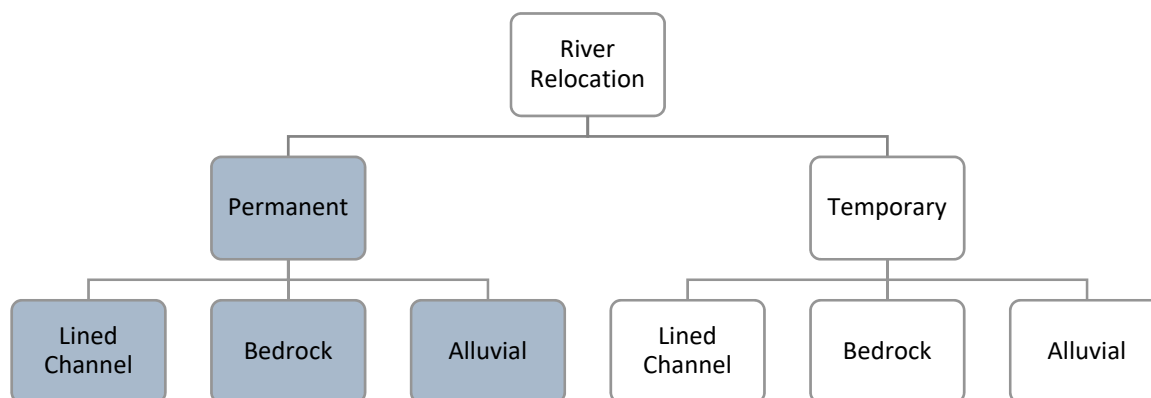 River
Relocation
Permanent
Temporary
Lined
Channel
Bedrock
Alluvial
Lined
Channel
Bedrock
Alluvial